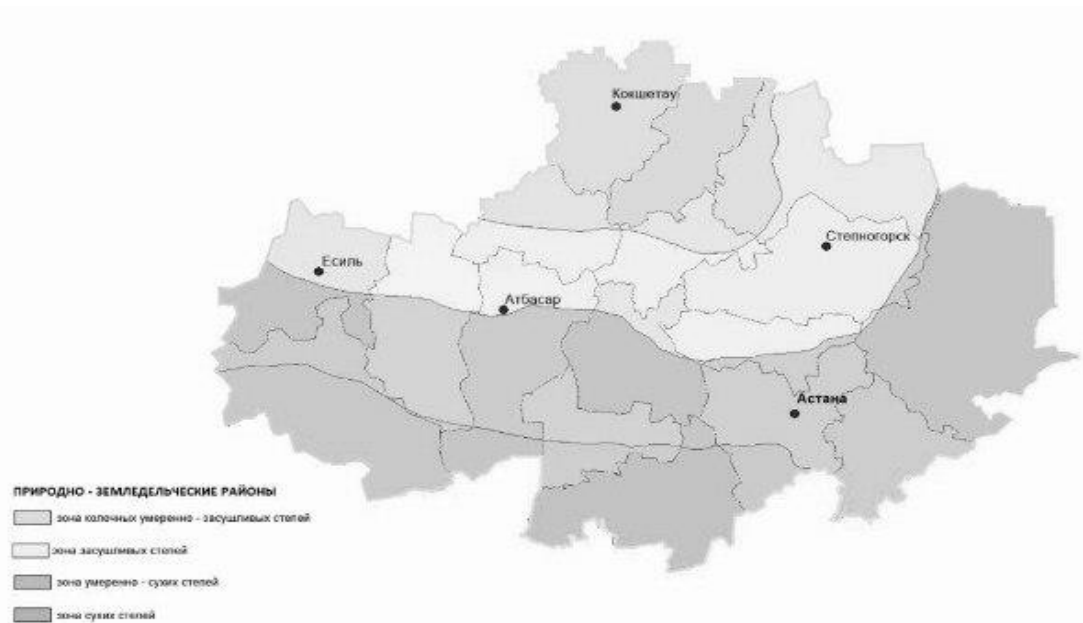 Кокшетау
Степногорск
Есиль
Атбасар
Астана
ПРИРОДНО - ЗЕМЛЕДЕЛЬЧЕСКИЕ РАЙОНЫ
зона колочных умеренно - засушливых степей
зона засушливых степей
зона умеренно - сухих степей
зона сухих степей